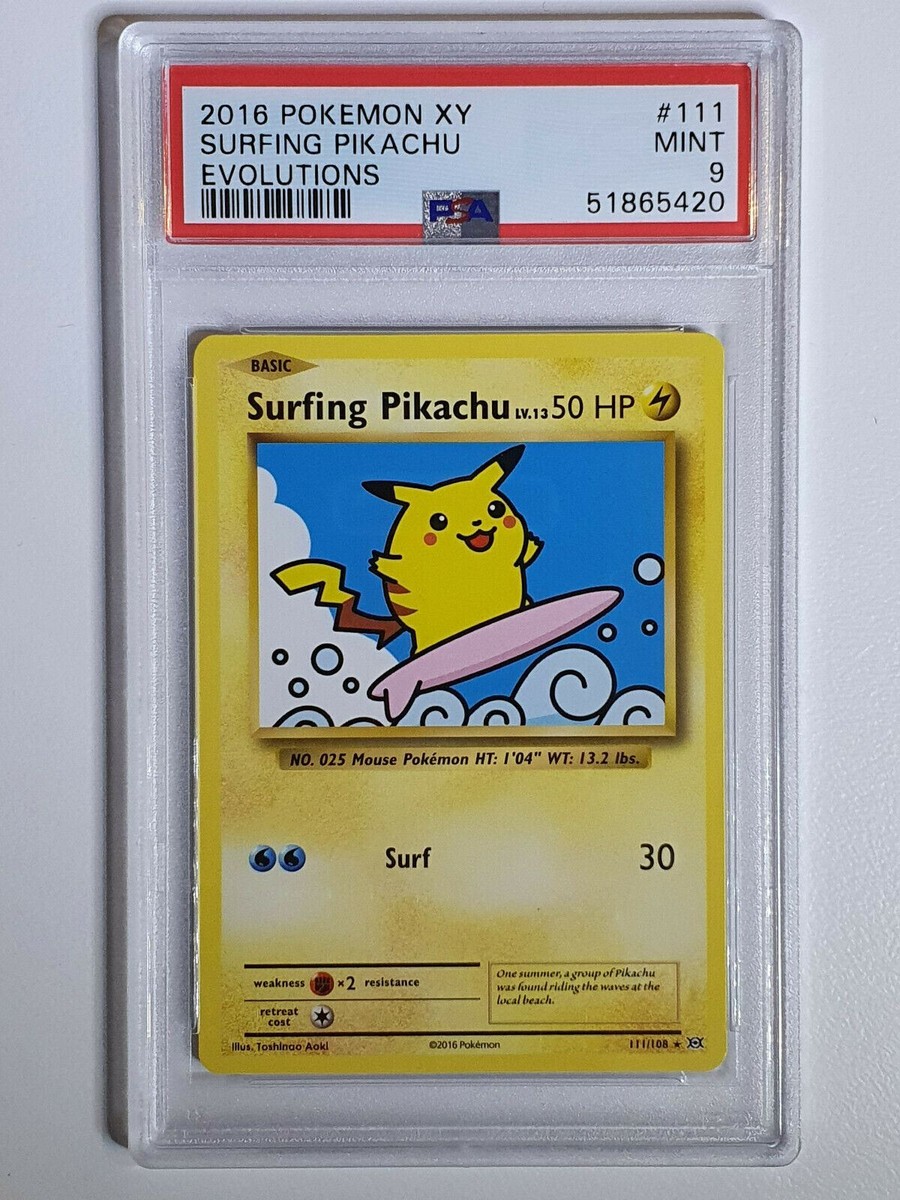 2016 POKEMON XY #111
SURFING PIKACHU MINT
EVOLUTIONS 9
PSA 51865420
BASIC
Surfing Pikachu LV.13 50 HP
NO. 025 Mouse Pokémon HT: 1'04" WT: 13.2 lbs.
Surf 30
weakness ×2 resistance
retreat
cost
One summer, a group of Pikachu
was found riding the waves at the
local beach.
Illus. Toshinao Aoki ©2016 Pokémon 111/108 ★